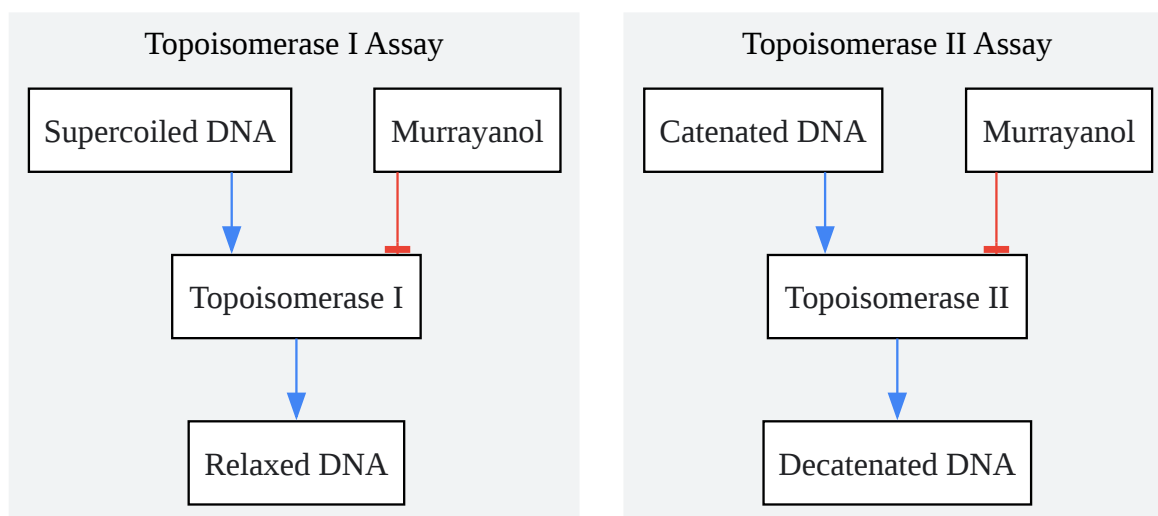 Topoisomerase I Assay
Supercoiled DNA
Murrayanol
Topoisomerase I
Relaxed DNA
Topoisomerase II Assay
Catenated DNA
Murrayanol
Topoisomerase II
Decatenated DNA